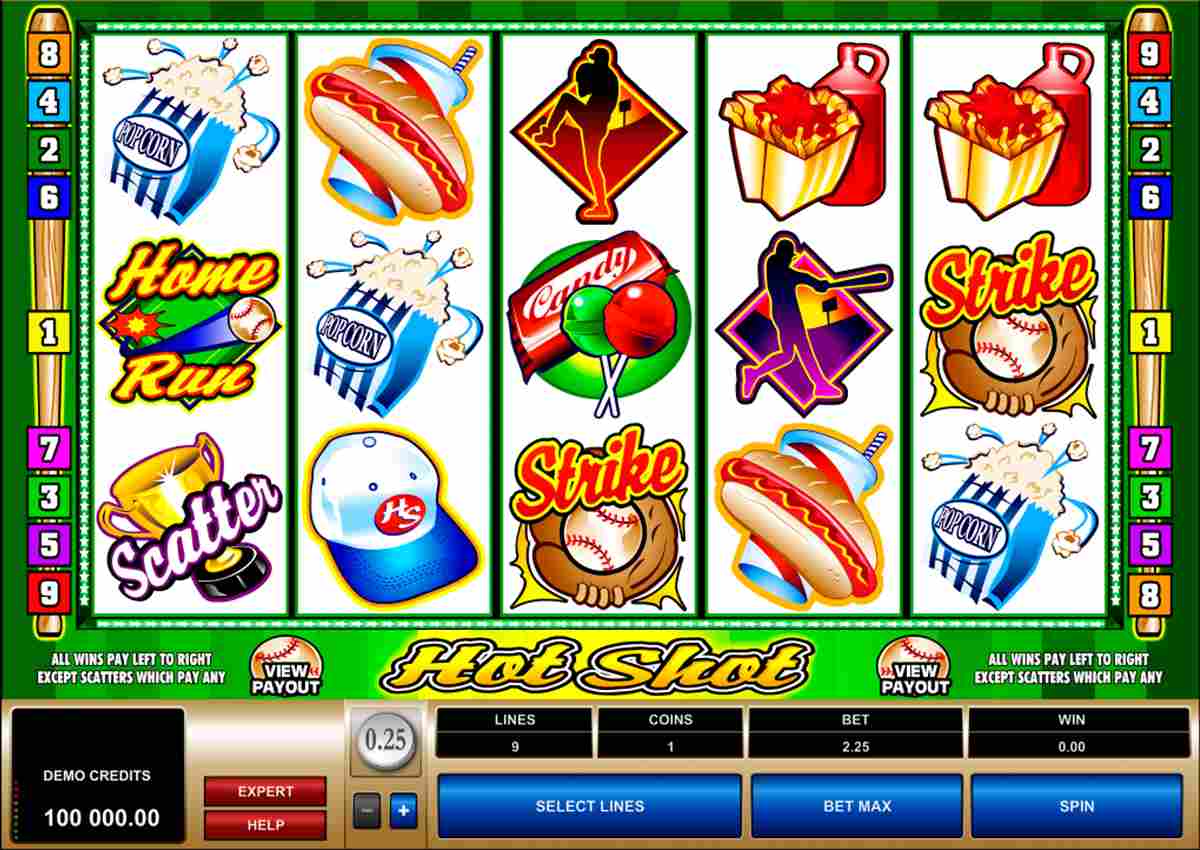 8
4
2
6
1
7
3
5
9
9
4
2
6
1
7
3
5
8
POPCORN
Home
Run
POPCORN
Candy
Strike
Scatter
HS
Strike
POPCORN
ALL WINS PAY LEFT TO RIGHT
EXCEPT SCATTERS WHICH PAY ANY
VIEW
PAYOUT
Hot Shot
VIEW
PAYOUT
ALL WINS PAY LEFT TO RIGHT
EXCEPT SCATTERS WHICH PAY ANY
DEMO CREDITS
100 000.00
EXPERT
HELP
0.25
-
+
LINES
9
COINS
1
BET
2.25
WIN
0.00
SELECT LINES
BET MAX
SPIN